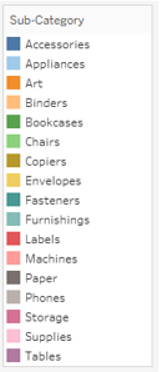 Sub-Category
Accessories
Appliances
Art
Binders
Bookcases
Chairs
Copiers
Envelopes
Fasteners
Furnishings
Labels
Machines
Paper
Phones
Storage
Supplies
Tables